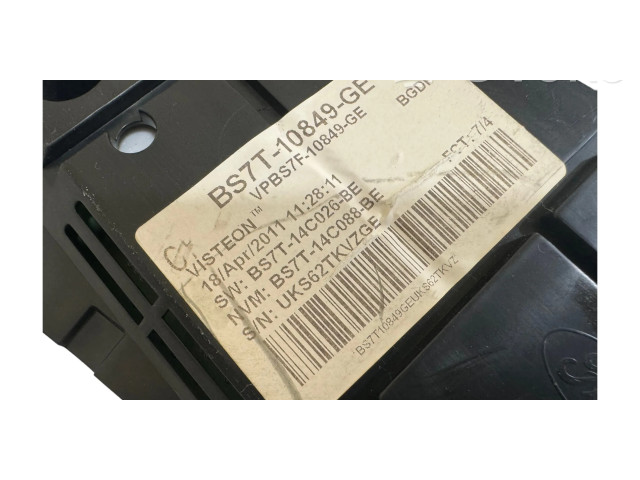 BS7T-10849-GE
VPBS7F-10849-GE
VISTEON™
18/Apr/2011 11:28:11
S/W: BS7T-14C026-BE
NVM: BS7T-14C088-BE
S/N: UKS62TKVZGE
FCT:7/4
BS7T10849GEUKS62TKVZ